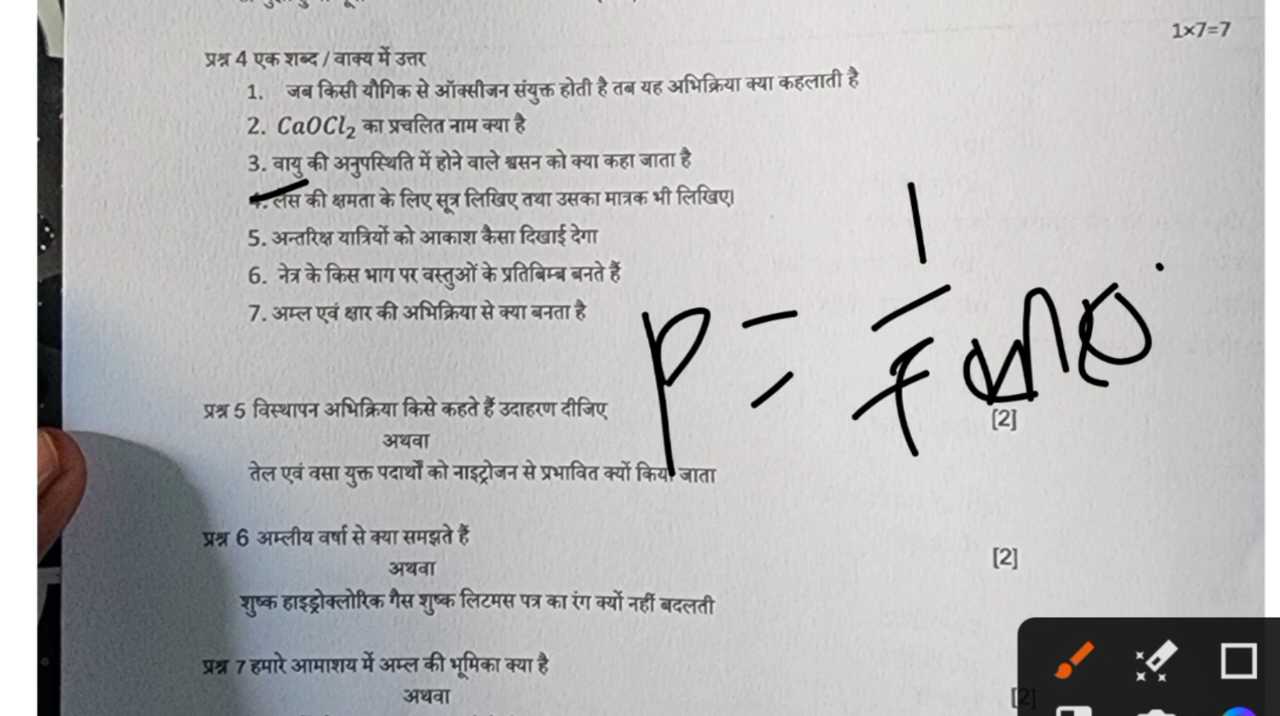 1×7=7
प्रश्न 4 एक शब्द / वाक्य में उत्तर
1. जब किसी यौगिक से ऑक्सीजन संयुक्त होती है तब यह अभिक्रिया क्या कहलाती है
2. CaOCl₂ का प्रचलित नाम क्या है
3. वायु की अनुपस्थिति में होने वाले श्वसन को क्या कहा जाता है
4. लेंस की क्षमता के लिए सूत्र लिखिए तथा उसका मात्रक भी लिखिए।
5. अन्तरिक्ष यात्रियों को आकाश कैसा दिखाई देगा
6. नेत्र के किस भाग पर वस्तुओं के प्रतिबिम्ब बनते हैं
7. अम्ल एवं क्षार की अभिक्रिया से क्या बनता है
P = 1/f
प्रश्न 5 विस्थापन अभिक्रिया किसे कहते हैं उदाहरण दीजिए [2]
अथवा
तेल एवं वसा युक्त पदार्थों को नाइट्रोजन से प्रभावित क्यों किया जाता
प्रश्न 6 अम्लीय वर्षा से क्या समझते हैं [2]
अथवा
शुष्क हाइड्रोक्लोरिक गैस शुष्क लिटमस पत्र का रंग क्यों नहीं बदलती
प्रश्न 7 हमारे आमाशय में अम्ल की भूमिका क्या है
अथवा [2]